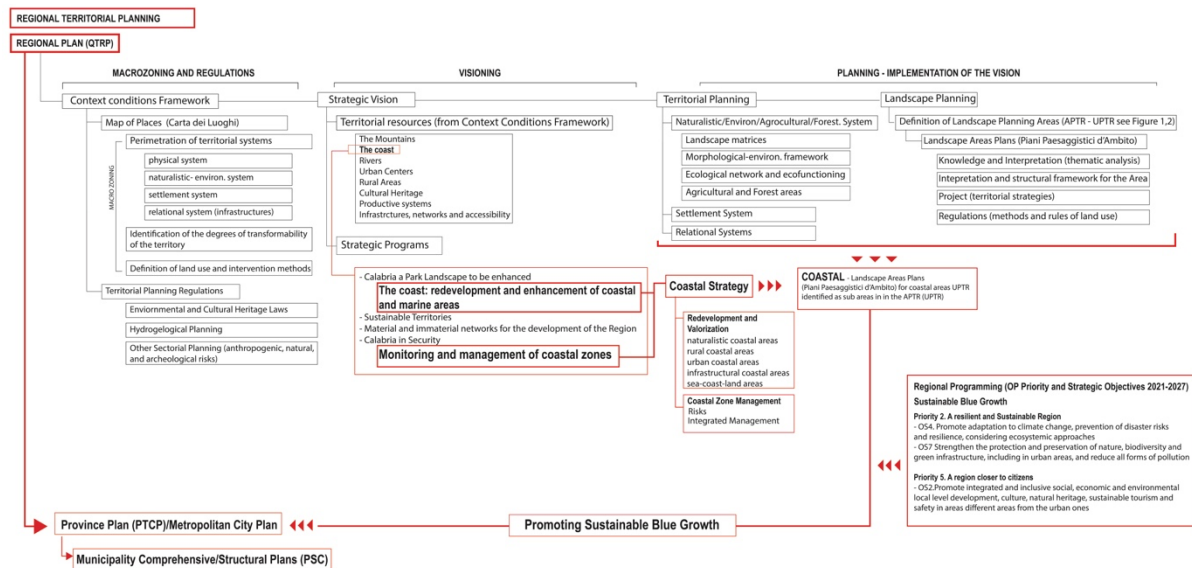 REGIONAL TERRITORIAL PLANNING
REGIONAL PLAN (QTRP)
MACROZONING AND REGULATIONS
Context conditions Framework
Map of Places (Carta dei Luoghi)
Perimetration of territorial systems
physical system
naturalistic- environ. system
settlement system
relational system (infrastructures)
MACRO ZONING
Identification of the degrees of transformability
of the territory
Definition of land use and intervention methods
Territorial Planning Regulations
Enviornmental and Cultural Heritage Laws
Hydrogelogical Planning
Other Sectorial Planning (anthropogenic, natural,
and archeological risks)
VISIONING
Strategic Vision
Territorial resources (from Context Conditions Framework)
The Mountains
The coast
Rivers
Urban Centers
Rural Areas
Cultural Heritage
Productive systems
Infrastrctures, networks and accessibility
Strategic Programs
- Calabria a Park Landscape to be enhanced
The coast: redevelopment and enhancement of coastal
and marine areas
- Sustainable Territories
- Material and immaterial networks for the development of the Region
- Calabria in Security
Monitoring and management of coastal zones
PLANNING - IMPLEMENTATION OF THE VISION
Territorial Planning
Naturalistic/Environ/Agrocultural/Forest. System
Landscape matrices
Morphological-environ. framework
Ecological network and ecofunctioning
Agricultural and Forest areas
Settlement System
Relational Systems
Landscape Planning
Definition of Landscape Planning Areas (APTR - UPTR see Figure 1,2)
Landscape Areas Plans (Piani Paesaggistici d'Ambito)
Knowledge and Interpretation (thematic analysis)
Intepretation and structural framework for the Area
Project (territorial strategies)
Regulations (methods and rules of land use)
Coastal Strategy
Redevelopment and
Valorization
naturalistic coastal areas
rural coastal areas
urban coastal areas
infrastructural coastal areas
sea-coast-land areas
Coastal Zone Management
Risks
Integrated Management
COASTAL - Landscape Areas Plans
(Piani Paesaggistici d'Ambito) for coastal areas UPTR
identified as sub areas in in the APTR (UPTR)
Regional Programming (OP Priority and Strategic Objectives 2021-2027)
Sustainable Blue Growth
Priority 2. A resilient and Sustainable Region
- OS4. Promote adaptation to climate change, prevention of disaster risks
and resilience, considering ecosystemic approaches
- OS7 Strengthen the protection and preservation of nature, biodiversity and
green infrastructure, including in urban areas, and reduce all forms of pollution
Priority 5. A region closer to citizens
- OS2.Promote integrated and inclusive social, economic and environmental
local level development, culture, natural heritage, sustainable tourism and
safety in areas different areas from the urban ones
Province Plan (PTCP)/Metropolitan City Plan
Promoting Sustainable Blue Growth
Municipality Comprehensive/Structural Plans (PSC)